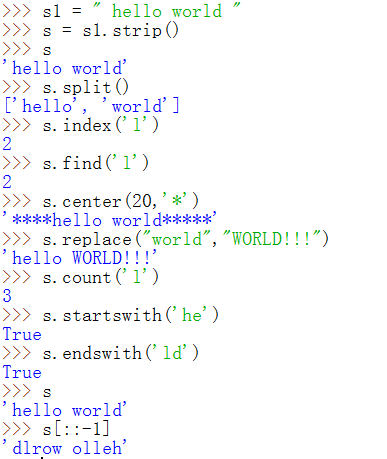 >>> s1 = " hello world "
>>> s = s1.strip()
>>> s
'hello world'
>>> s.split()
['hello', 'world']
>>> s.index('l')
2
>>> s.find('l')
2
>>> s.center(20,'*')
'****hello world*****'
>>> s.replace("world","WORLD!!!")
'hello WORLD!!!'
>>> s.count('l')
3
>>> s.startswith('he')
True
>>> s.endswith('ld')
True
>>> s
'hello world'
>>> s[::-1]
'dlrow olleh'